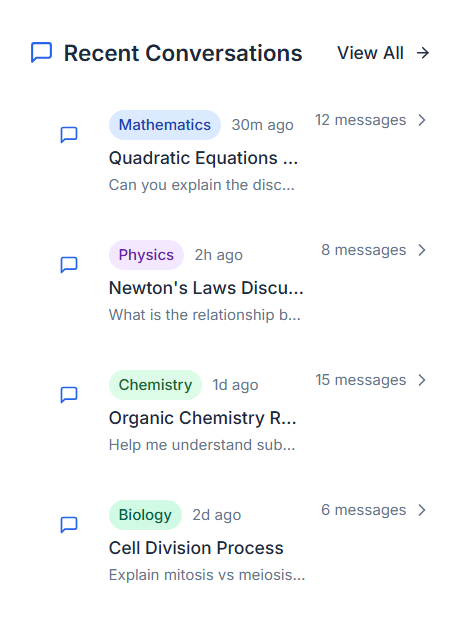 Recent Conversations View All
Mathematics 30m ago 12 messages
Quadratic Equations ...
Can you explain the disc...
Physics 2h ago 8 messages
Newton's Laws Discu...
What is the relationship b...
Chemistry 1d ago 15 messages
Organic Chemistry R...
Help me understand sub...
Biology 2d ago 6 messages
Cell Division Process
Explain mitosis vs meiosis...